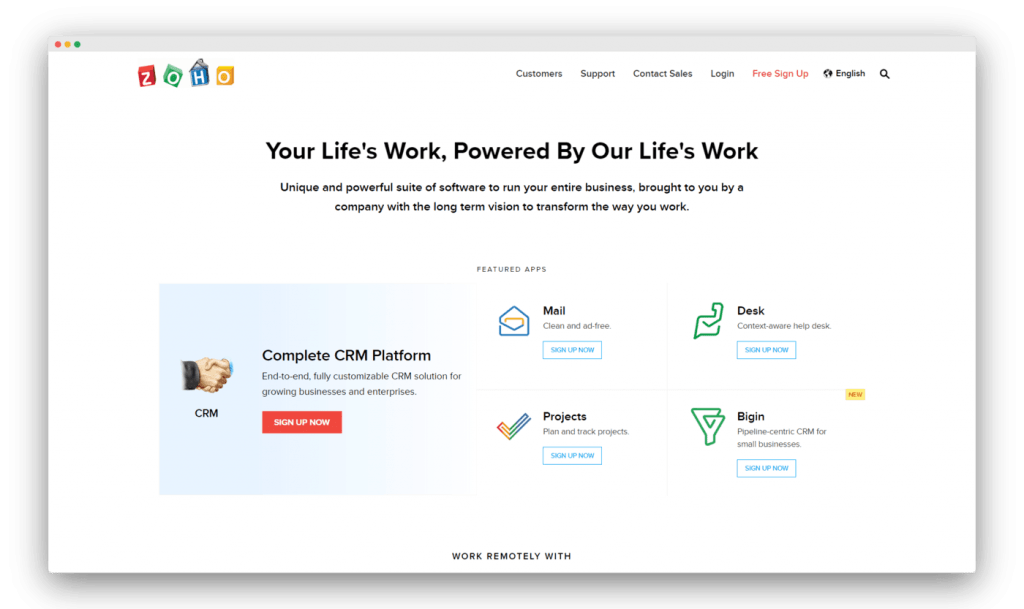 ZOHO
Customers
Support
Contact Sales
Login
Free Sign Up
English
Your Life's Work, Powered By Our Life's Work
Unique and powerful suite of software to run your entire business, brought to you by a
company with the long term vision to transform the way you work.
FEATURED APPS
CRM
Complete CRM Platform
End-to-end, fully customizable CRM solution for
growing businesses and enterprises.
SIGN UP NOW
Mail
Clean and ad-free.
SIGN UP NOW
Desk
Context-aware help desk.
SIGN UP NOW
Projects
Plan and track projects.
SIGN UP NOW
NEW
Bigin
Pipeline-centric CRM for
small businesses.
SIGN UP NOW
WORK REMOTELY WITH